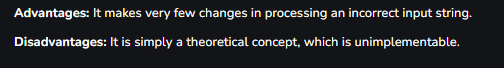 Advantages: It makes very few changes in processing an incorrect input string.
Disadvantages: It is simply a theoretical concept, which is unimplementable.